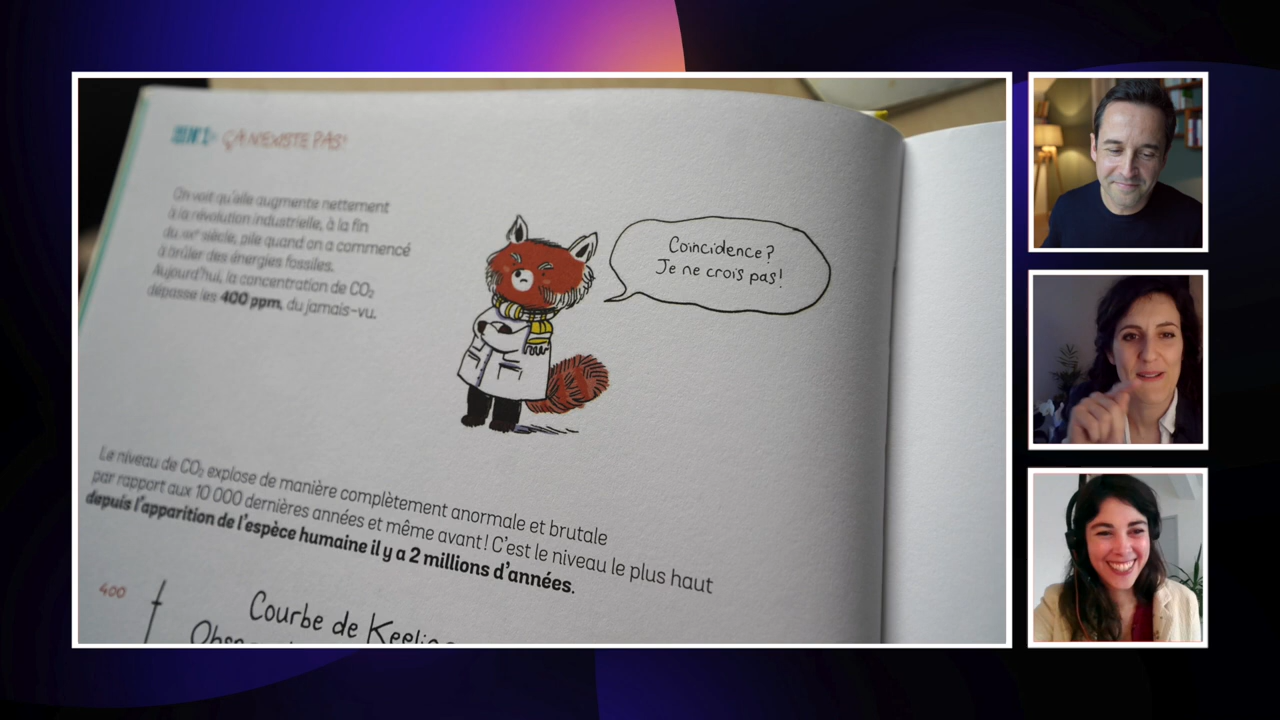 ÇA N'EXISTE PAS!
On voit qu'elle augmente nettement
à la révolution industrielle, à la fin
du XIXe siècle, pile quand on a commencé
à brûler des énergies fossiles.
Aujourd'hui, la concentration de CO₂
dépasse les 400 ppm, du jamais-vu.
Coïncidence?
Je ne crois pas!
Le niveau de CO₂ explose de manière complètement anormale et brutale
par rapport aux 10 000 dernières années et même avant! C'est le niveau le plus haut
depuis l'apparition de l'espèce humaine il y a 2 millions d'années.
400
Courbe de